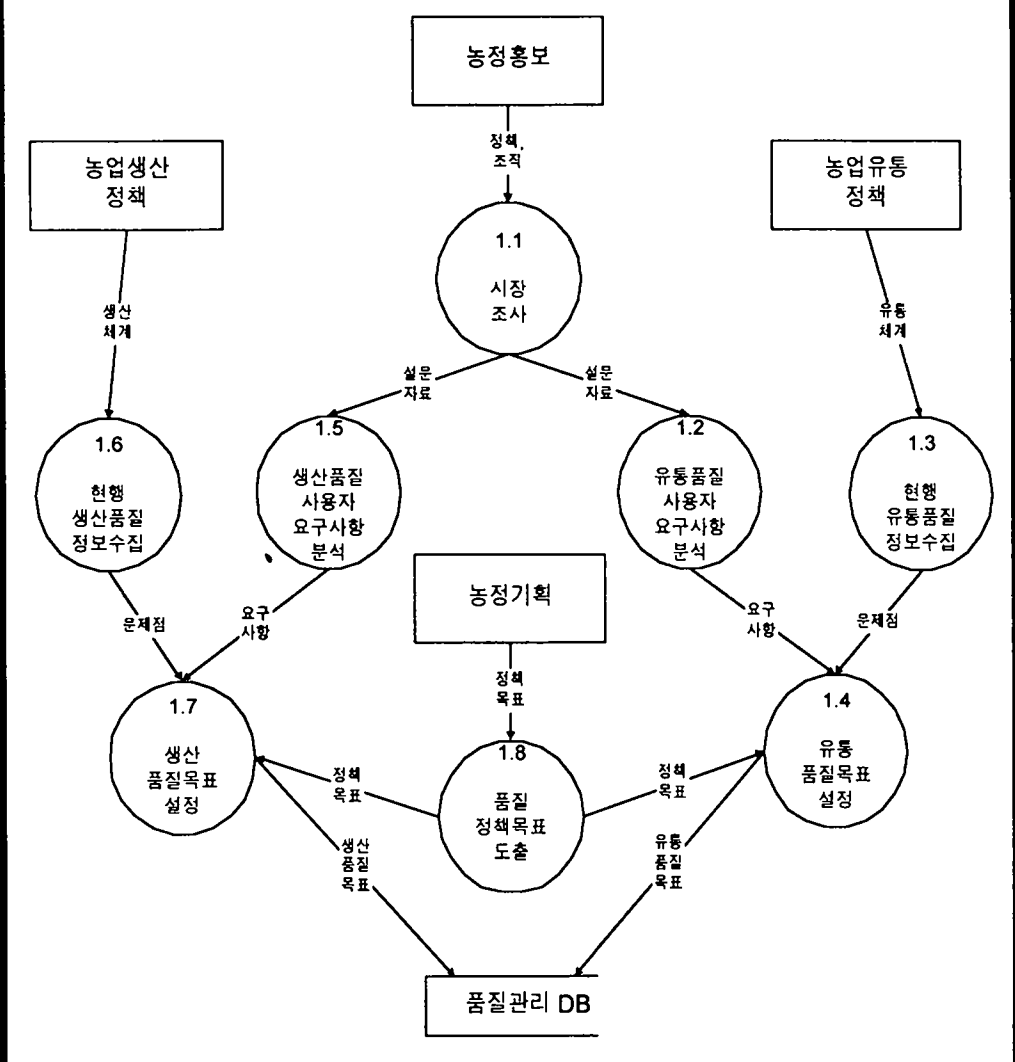 농정홍보
정책,
조직
농업생산
정책
농업유통
정책
1.1
시장
조사
생산
체계
유통
체계
설문
자료
설문
자료
1.6
현행
생산품질
정보수집
1.5
생산품질
사용자
요구사항
분석
1.2
유통품질
사용자
요구사항
분석
1.3
현행
유통품질
정보수집
농정기획
문제점
요구
사항
요구
사항
문제점
정책
목표
1.7
생산
품질목표
설정
1.8
품질
정책목표
도출
1.4
유통
품질목표
설정
정책
목표
정책
목표
생산
품질
목표
유통
품질
목표
품질관리 DB